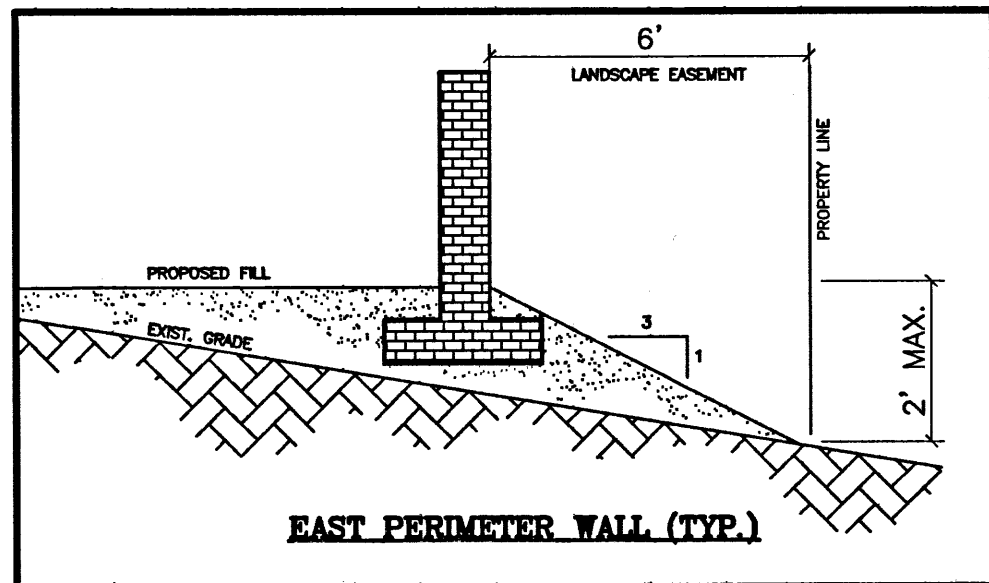 6'
LANDSCAPE EASEMENT
PROPERTY LINE
PROPOSED FILL
EXIST. GRADE
3
1
2' MAX.
EAST PERIMETER WALL (TYP.)